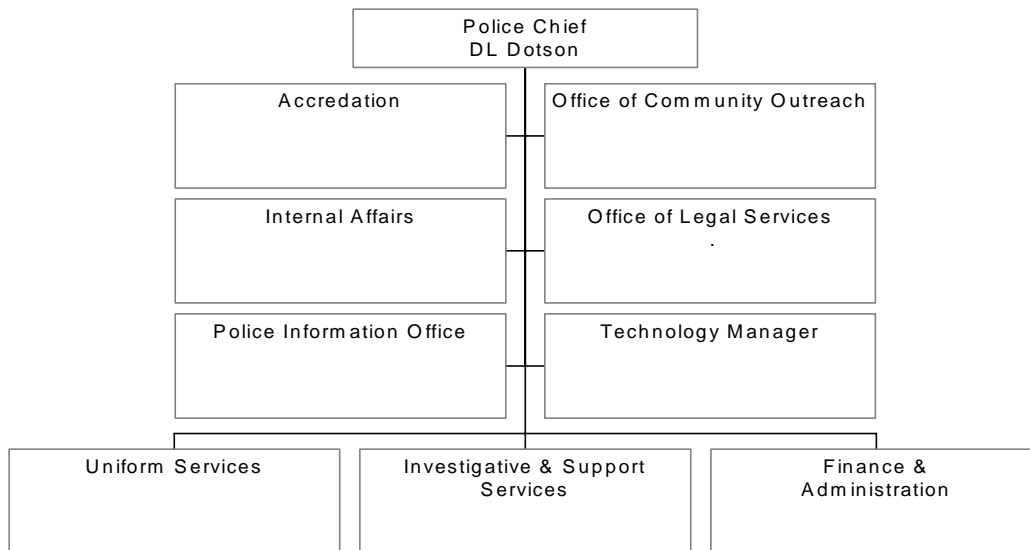 Police Chief
DL Dotson
Accredation
Office of Community Outreach
Internal Affairs
Office of Legal Services
.
Police Information Office
Technology Manager
Uniform Services
Investigative & Support
Services
Finance &
Administration